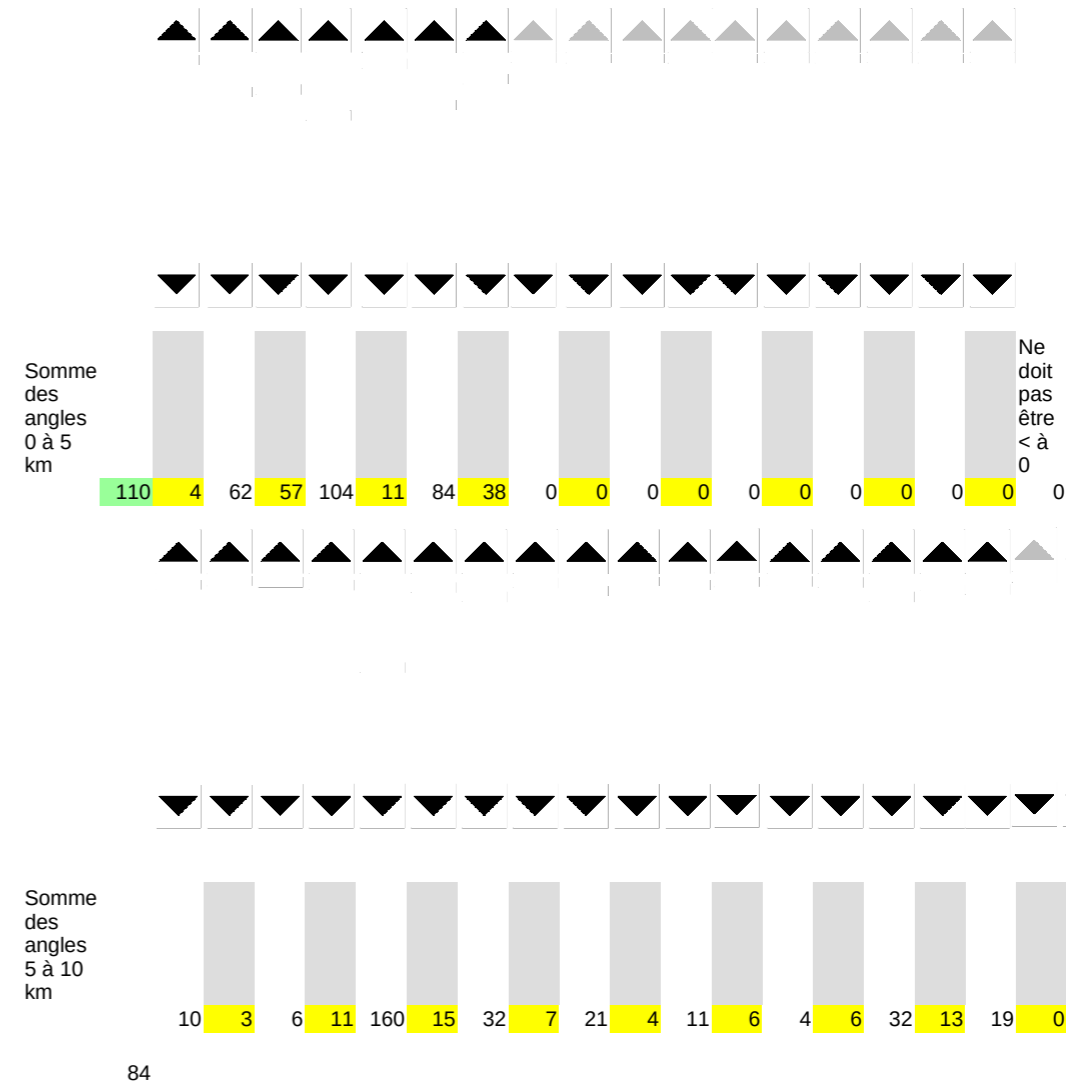 Ne
Somme doit
des pas
angles être
0 à 5 < à
km 0
110 4 62 57 104 11 84 38 0 0 0 0 0 0 0 0 0 0 0
Somme
des
angles
5 à 10
km
10 3 6 11 160 15 32 7 21 4 11 6 4 6 32 13 19 0
84